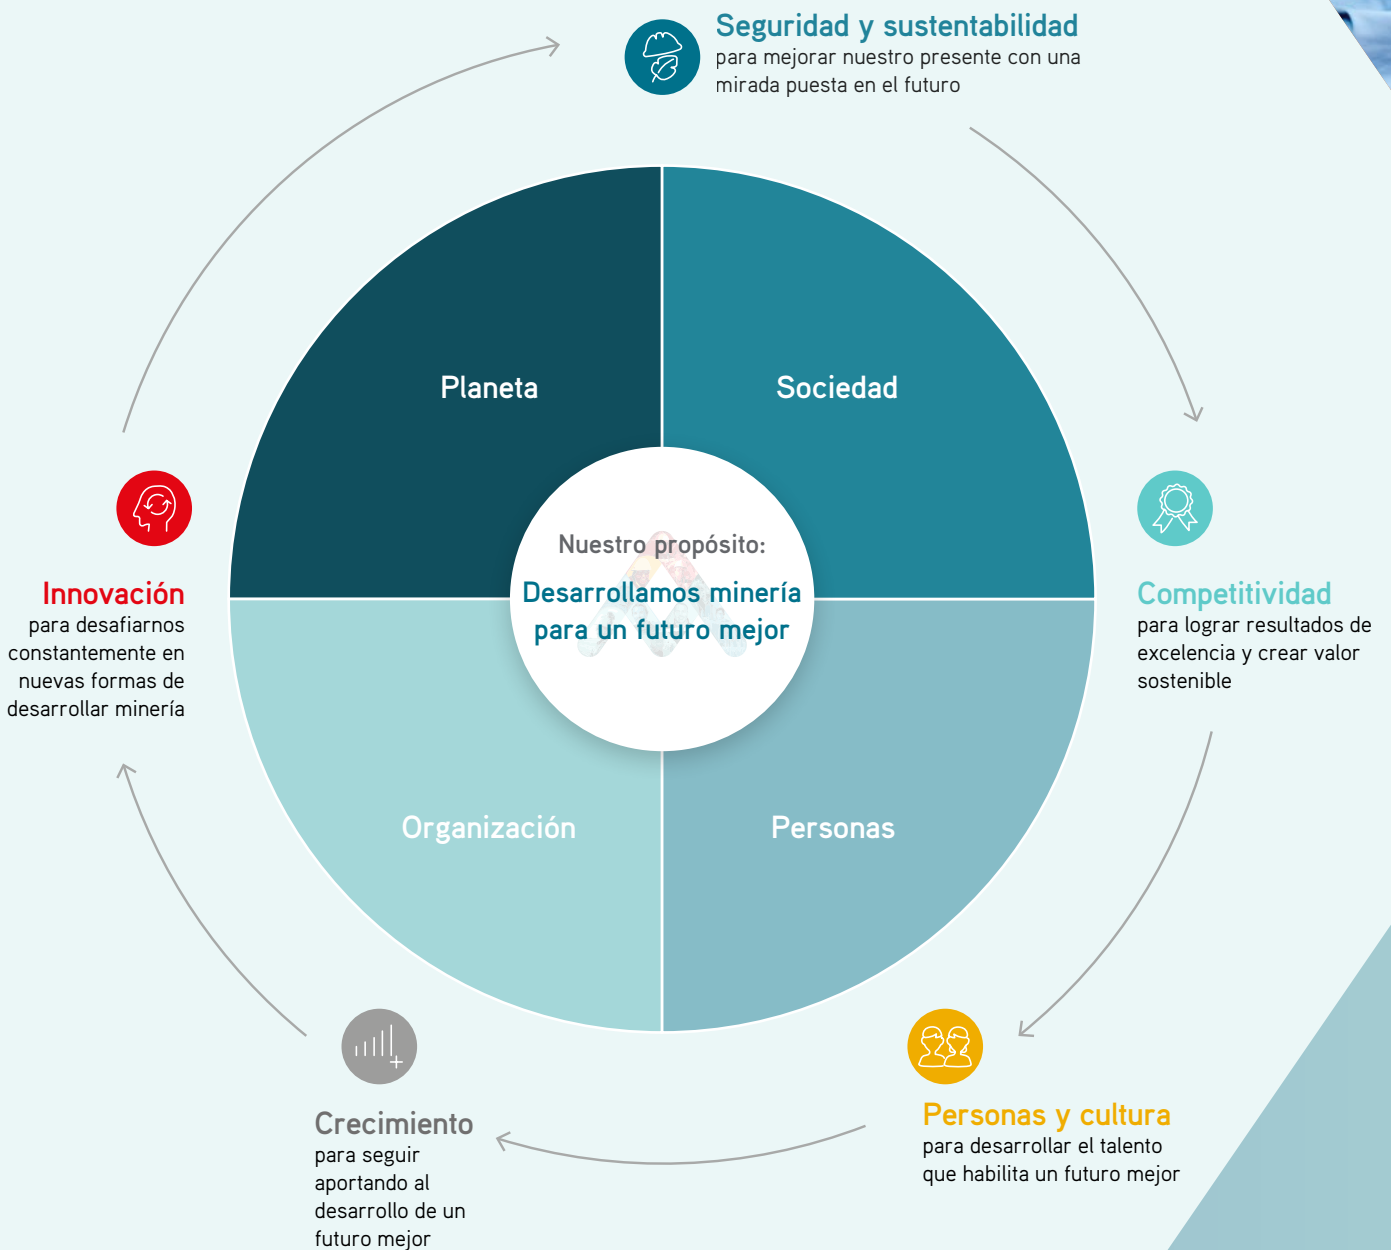 Seguridad y sustentabilidad
para mejorar nuestro presente con una
mirada puesta en el futuro
Planeta
Sociedad
Nuestro propósito:
Desarrollamos minería
para un futuro mejor
Innovación
para desafiarnos
constantemente en
nuevas formas de
desarrollar minería
Competitividad
para lograr resultados de
excelencia y crear valor
sostenible
Organización
Personas
Crecimiento
para seguir
aportando al
desarrollo de un
futuro mejor
Personas y cultura
para desarrollar el talento
que habilita un futuro mejor